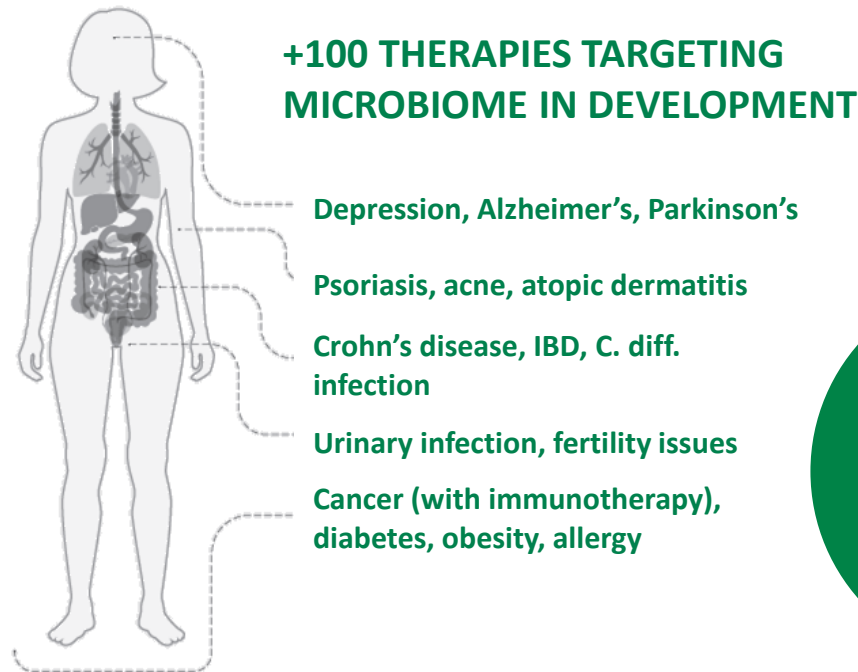 +100 THERAPIES TARGETING
MICROBIOME IN DEVELOPMENT
Depression, Alzheimer’s, Parkinson’s
Psoriasis, acne, atopic dermatitis
Crohn’s disease, IBD, C. diff.
infection
Urinary infection, fertility issues
Cancer (with immunotherapy),
diabetes, obesity, allergy